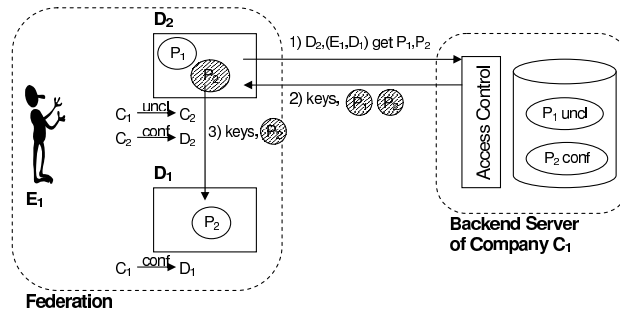 D2
P1
P2
1) D2,(E1,D1) get P1,P2
2) keys, P1 P2
Access Control
P1 uncl
P2 conf
C1 uncl C2
C2 conf D2
3) keys, P2
E1
D1
P2
C1 conf D1
Backend Server
of Company C1
Federation